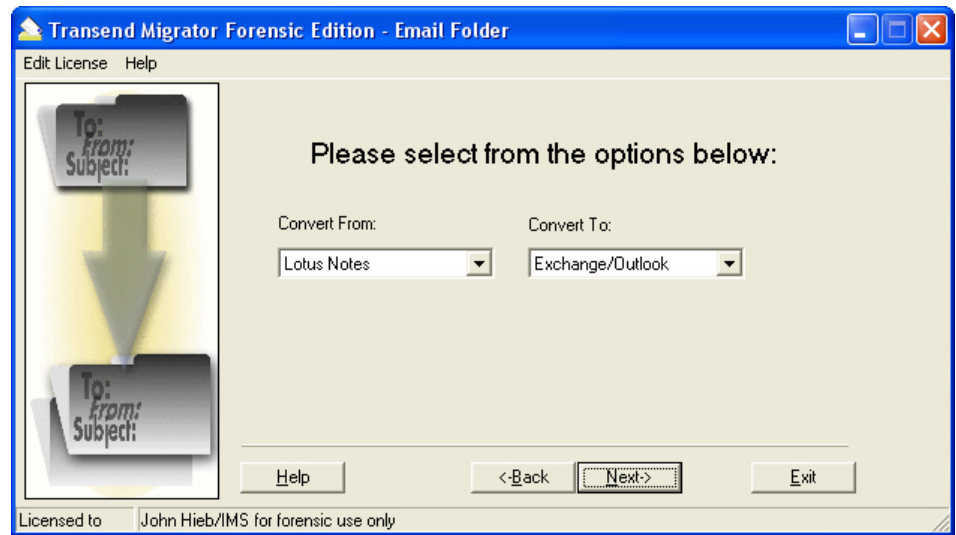 Transend Migrator Forensic Edition - Email Folder
Edit License Help
To:
From:
Subject:
Please select from the options below:
Convert From:
Convert To:
Lotus Notes
Exchange/Outlook
To:
From:
Subject:
Help
<-Back
Next->
Exit
Licensed to
John Hieb/IMS for forensic use only